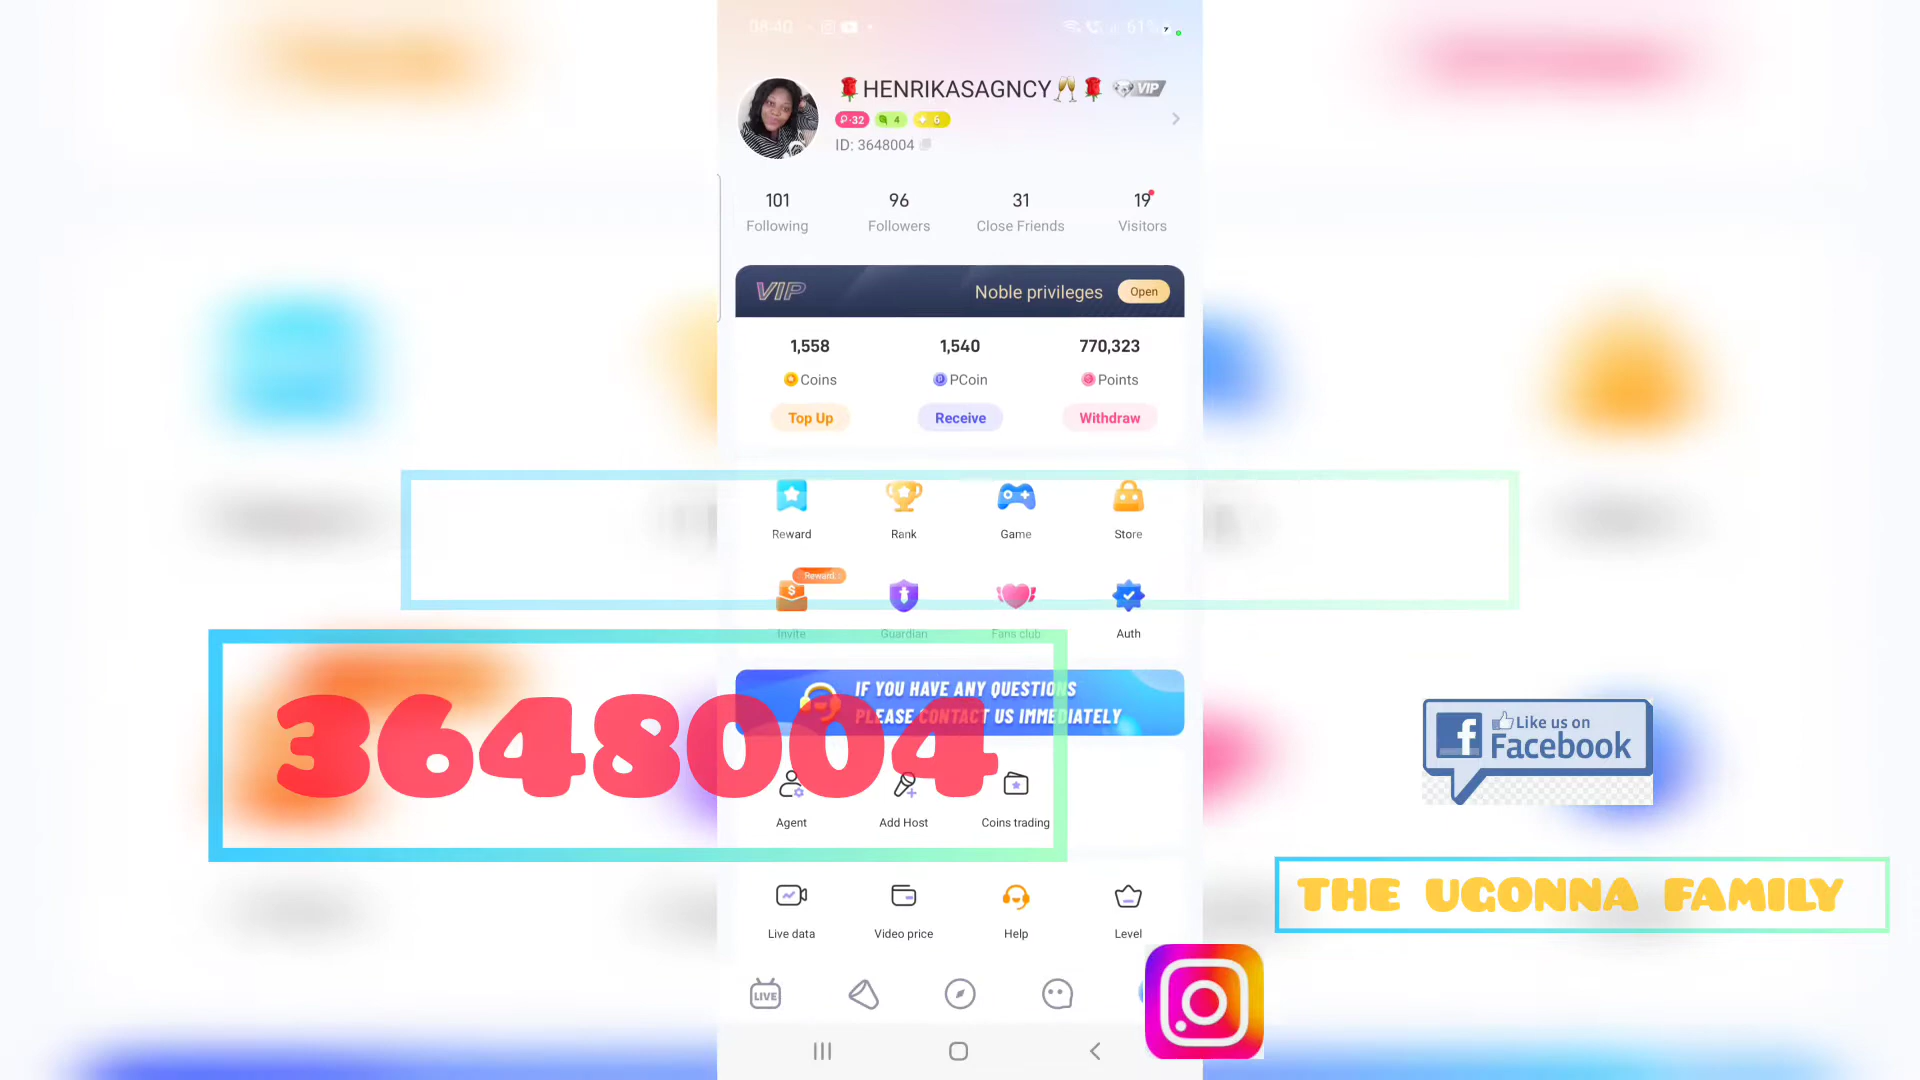 08:40
61%
🌹HENRIKASAGNCY🥂🌹 VIP
32 4 6
ID: 3648004
101 96 31 19
Following Followers Close Friends Visitors
VIP Noble privileges Open
1,558 1,540 770,323
Coins PCoin Points
Top Up Receive Withdraw
Reward Rank Game Store
Reward
Invite Guardian Fans club Auth
IF YOU HAVE ANY QUESTIONS
PLEASE CONTACT US IMMEDIATELY
3648004
Like us on
Facebook
Agent Add Host Coins trading
THE UGONNA FAMILY
Live data Video price Help Level
LIVE